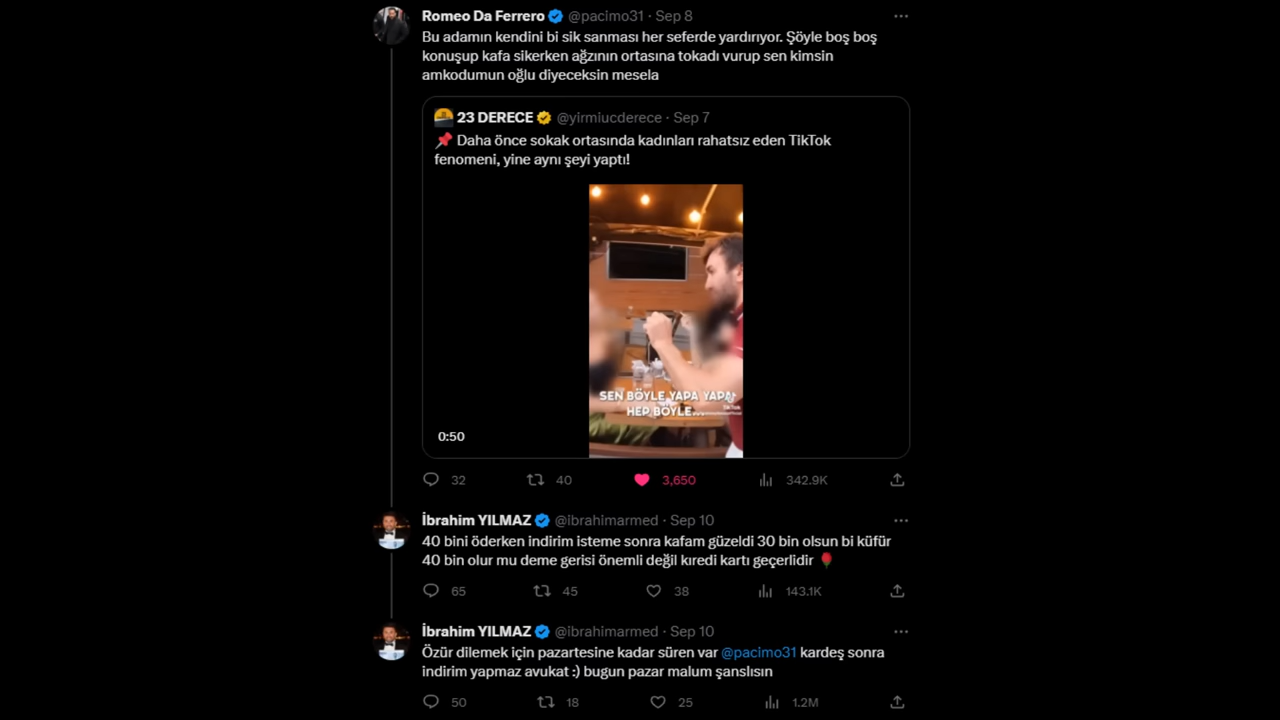 Romeo Da Ferrero @pacimo31 · Sep 8
Bu adamın kendini bi sik sanması her seferde yardırıyor. Şöyle boş boş
konuşup kafa sikerken ağzının ortasına tokadı vurup sen kimsin
amkodumun oğlu diyeceksin mesela
23 DERECE @yirmiucderece · Sep 7
📌 Daha önce sokak ortasında kadınları rahatsız eden TikTok
fenomeni, yine aynı şeyi yaptı!
SEN BÖYLE YAPA YAPA
HEP BÖYLE...
TikTok
0:50
32 40 3,650 342.9K
İbrahim YILMAZ @ibrahimarmed · Sep 10
40 bini öderken indirim isteme sonra kafam güzeldi 30 bin olsun bi küfür
40 bin olur mu deme gerisi önemli değil kıredi kartı geçerlidir 🌹
65 45 38 143.1K
İbrahim YILMAZ @ibrahimarmed · Sep 10
Özür dilemek için pazartesine kadar süren var @pacimo31 kardeş sonra
indirim yapmaz avukat :) bugun pazar malum şanslısın
50 18 25 1.2M